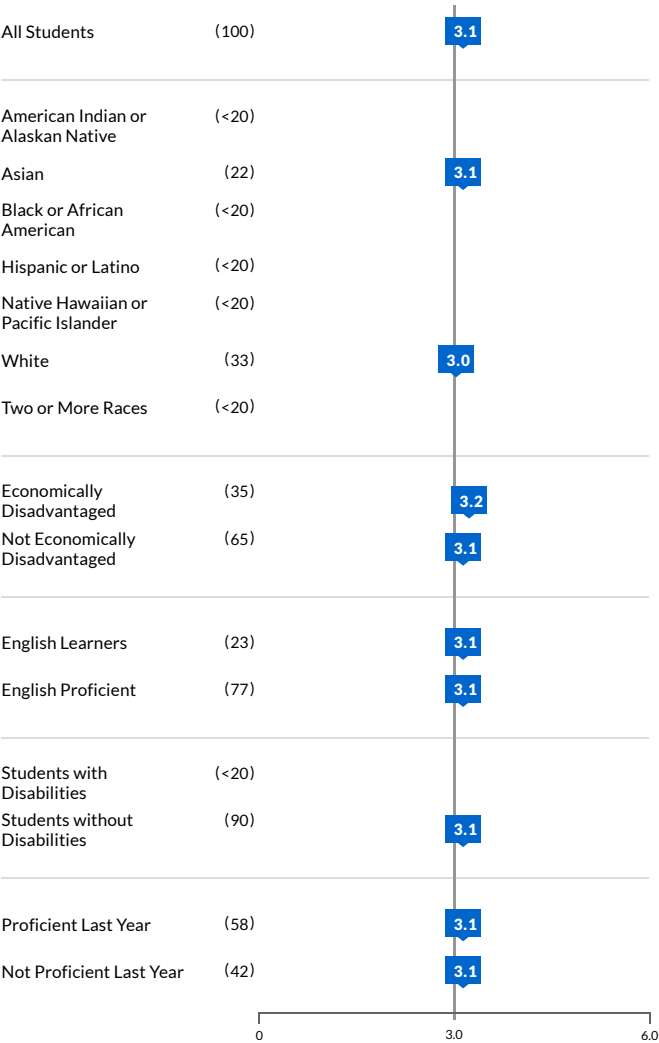 All Students (100) 3.1
American Indian or (<20)
Alaskan Native
Asian (22) 3.1
Black or African (<20)
American
Hispanic or Latino (<20)
Native Hawaiian or (<20)
Pacific Islander
White (33) 3.0
Two or More Races (<20)
Economically (35) 3.2
Disadvantaged
Not Economically (65) 3.1
Disadvantaged
English Learners (23) 3.1
English Proficient (77) 3.1
Students with (<20)
Disabilities
Students without (90) 3.1
Disabilities
Proficient Last Year (58) 3.1
Not Proficient Last Year (42) 3.1
0 3.0 6.0